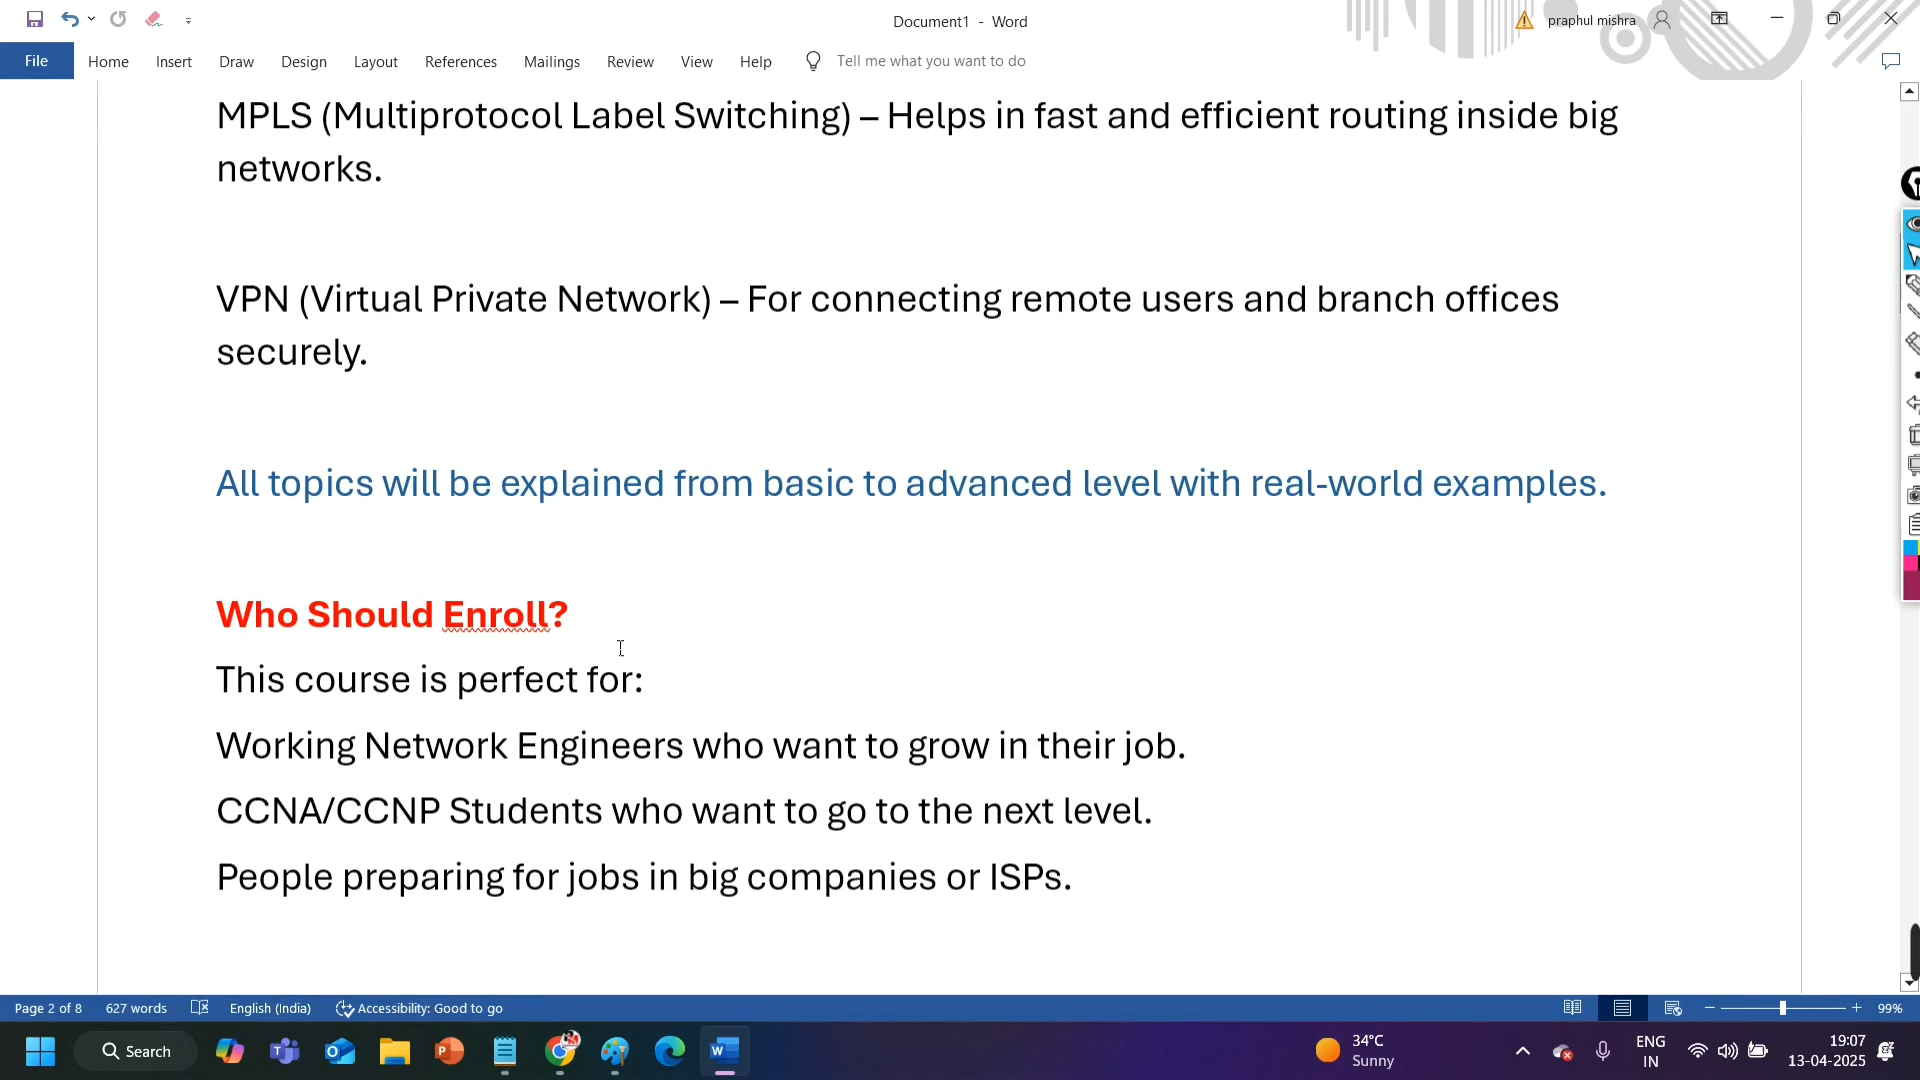 Document1 - Word
praphul mishra
File Home Insert Draw Design Layout References Mailings Review View Help Tell me what you want to do
MPLS (Multiprotocol Label Switching) – Helps in fast and efficient routing inside big
networks.
VPN (Virtual Private Network) – For connecting remote users and branch offices
securely.
All topics will be explained from basic to advanced level with real-world examples.
Who Should Enroll?
This course is perfect for:
Working Network Engineers who want to grow in their job.
CCNA/CCNP Students who want to go to the next level.
People preparing for jobs in big companies or ISPs.
Page 2 of 8 627 words English (India) Accessibility: Good to go 99%
Search
34°C
Sunny
ENG
IN
19:07
13-04-2025